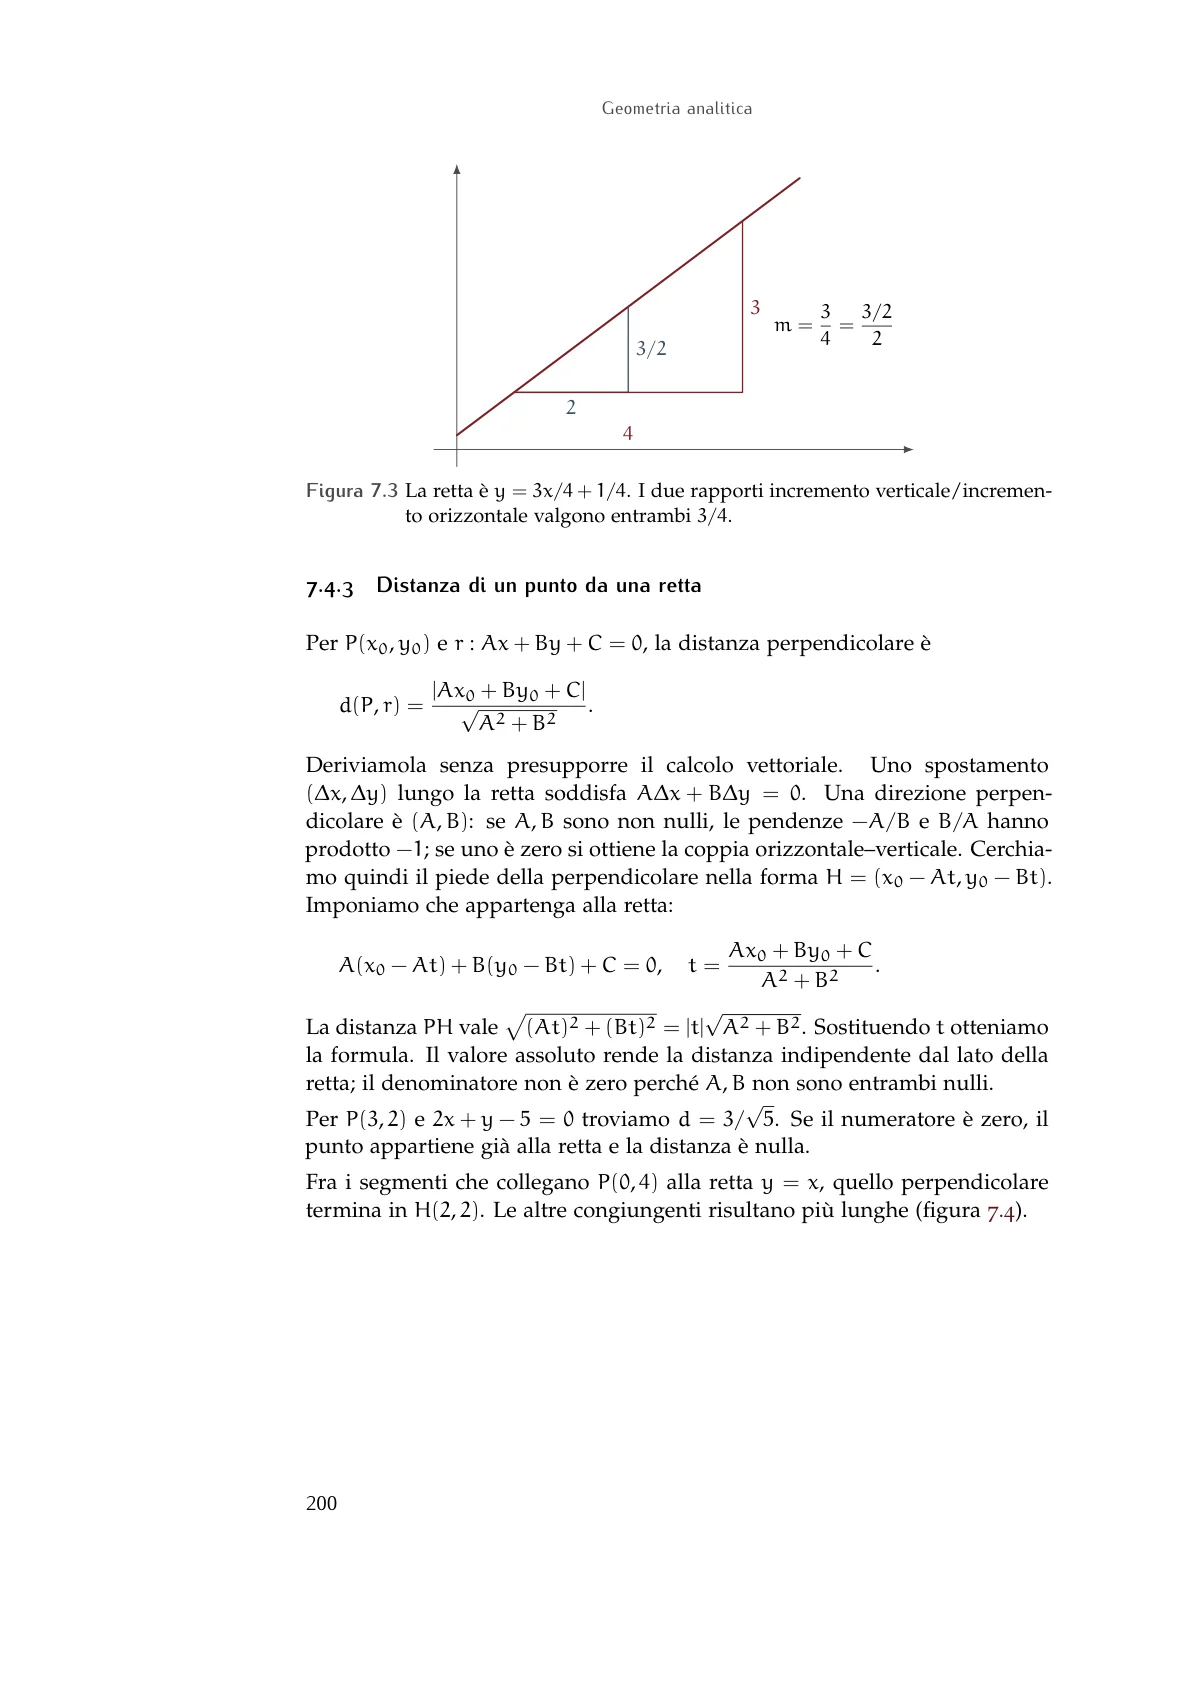 Geometria analitica
3
m = 3/4 = 3/2 / 2
3/2
2
4
Figura 7.3 La retta è y = 3x/4 + 1/4. I due rapporti incremento verticale/incremen-
to orizzontale valgono entrambi 3/4.
7.4.3 Distanza di un punto da una retta
Per P(x₀, y₀) e r : Ax + By + C = 0, la distanza perpendicolare è
d(P, r) = |Ax₀ + By₀ + C| / √(A² + B²).
Deriviamola senza presupporre il calcolo vettoriale. Uno spostamento
(Δx, Δy) lungo la retta soddisfa AΔx + BΔy = 0. Una direzione perpen-
dicolare è (A, B): se A, B sono non nulli, le pendenze −A/B e B/A hanno
prodotto −1; se uno è zero si ottiene la coppia orizzontale–verticale. Cerchia-
mo quindi il piede della perpendicolare nella forma H = (x₀ − At, y₀ − Bt).
Imponiamo che appartenga alla retta:
A(x₀ − At) + B(y₀ − Bt) + C = 0, t = (Ax₀ + By₀ + C) / (A² + B²).
La distanza PH vale √((At)² + (Bt)²) = |t|√(A² + B²). Sostituendo t otteniamo
la formula. Il valore assoluto rende la distanza indipendente dal lato della
retta; il denominatore non è zero perché A, B non sono entrambi nulli.
Per P(3, 2) e 2x + y − 5 = 0 troviamo d = 3/√5. Se il numeratore è zero, il
punto appartiene già alla retta e la distanza è nulla.
Fra i segmenti che collegano P(0, 4) alla retta y = x, quello perpendicolare
termina in H(2, 2). Le altre congiungenti risultano più lunghe (figura 7.4).
200